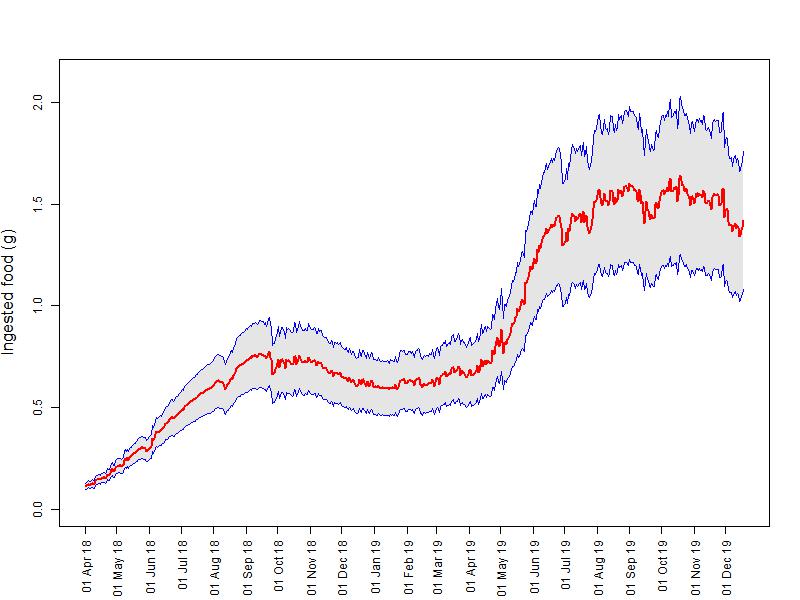 Ingested food (g)
2.0
1.5
1.0
0.5
0.0
01 Apr 18
01 May 18
01 Jun 18
01 Jul 18
01 Aug 18
01 Sep 18
01 Oct 18
01 Nov 18
01 Dec 18
01 Jan 19
01 Feb 19
01 Mar 19
01 Apr 19
01 May 19
01 Jun 19
01 Jul 19
01 Aug 19
01 Sep 19
01 Oct 19
01 Nov 19
01 Dec 19